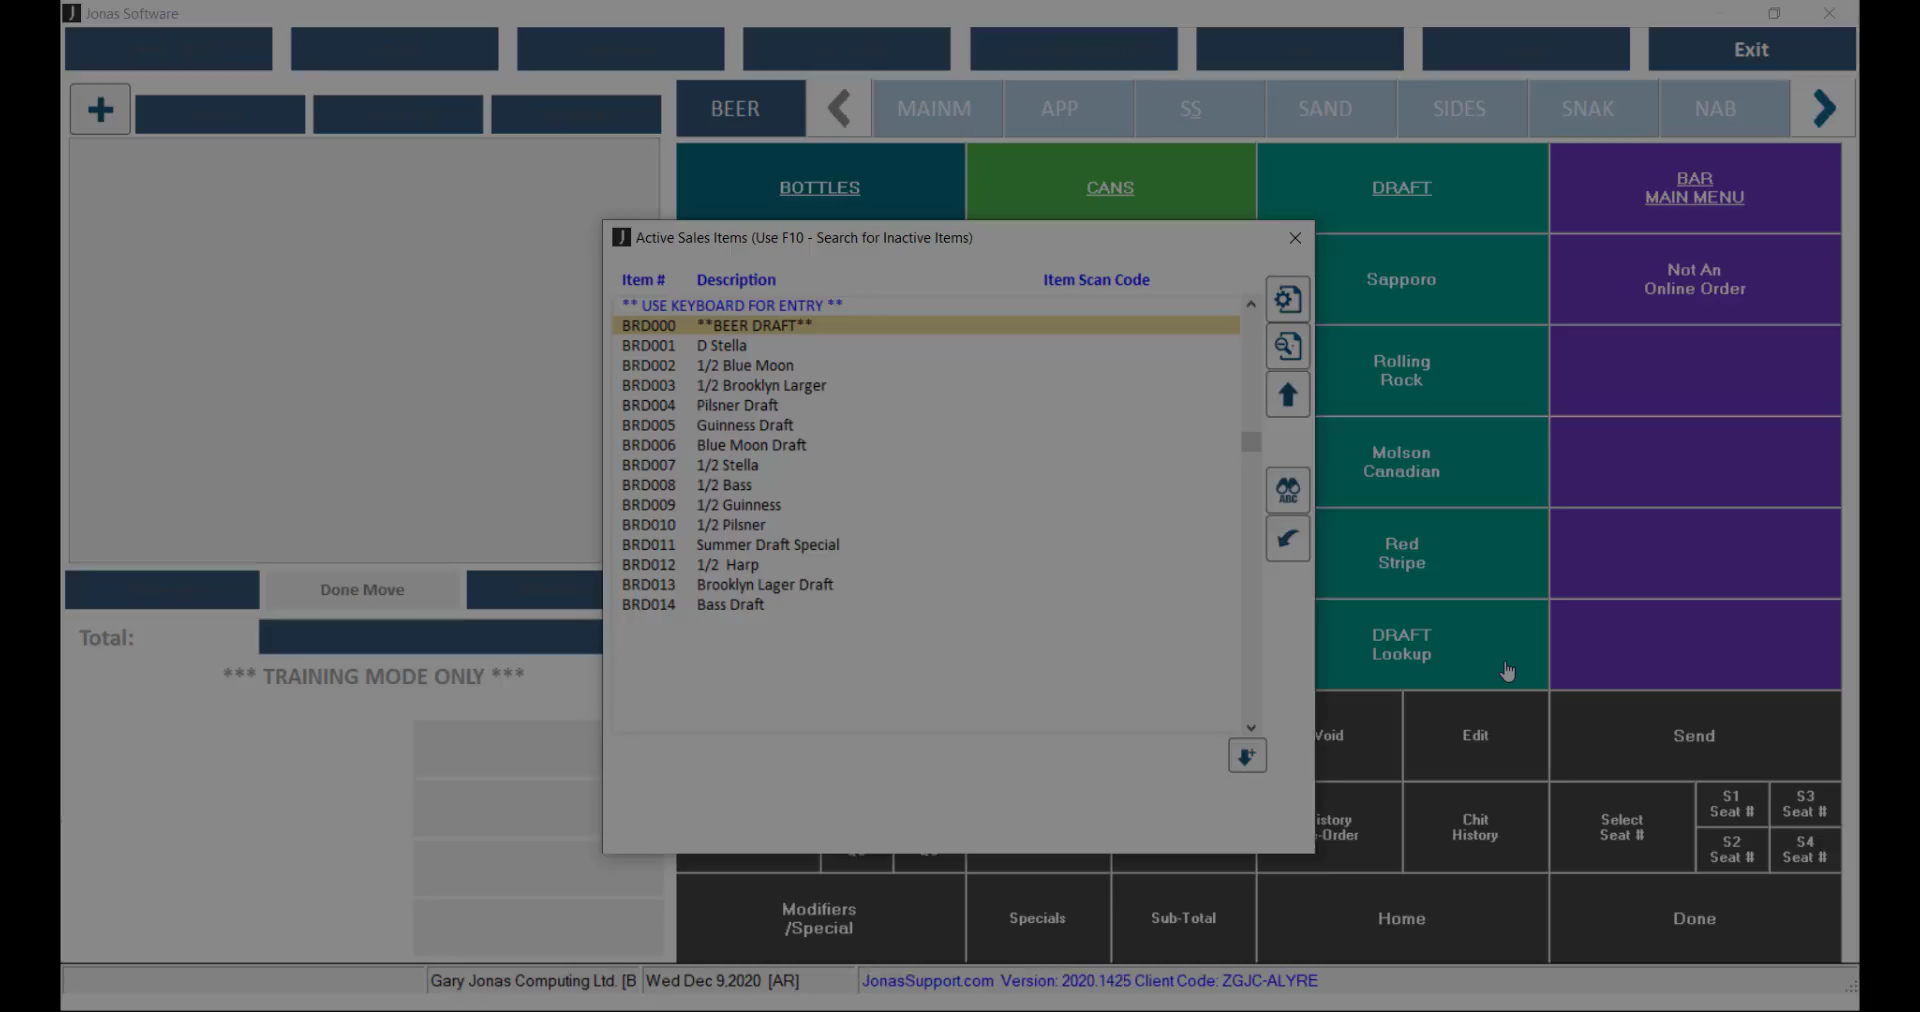 Jonas Software
Exit
BEER
MAINM
APP
SS
SAND
SIDES
SNAK
NAB
BOTTLES
CANS
DRAFT
BAR
MAIN MENU
Sapporo
Not An
Online Order
Rolling
Rock
Molson
Canadian
Red
Stripe
DRAFT
Lookup
Active Sales Items (Use F10 - Search for Inactive Items)
Item # Description Item Scan Code
** USE KEYBOARD FOR ENTRY **
BRD000 **BEER DRAFT**
BRD001 D Stella
BRD002 1/2 Blue Moon
BRD003 1/2 Brooklyn Larger
BRD004 Pilsner Draft
BRD005 Guinness Draft
BRD006 Blue Moon Draft
BRD007 1/2 Stella
BRD008 1/2 Bass
BRD009 1/2 Guinness
BRD010 1/2 Pilsner
BRD011 Summer Draft Special
BRD012 1/2 Harp
BRD013 Brooklyn Lager Draft
BRD014 Bass Draft
ABC
Done Move
Total:
*** TRAINING MODE ONLY ***
Void
Edit
Send
istory
-Order
Chit
History
Select
Seat #
S1
Seat #
S3
Seat #
S2
Seat #
S4
Seat #
Modifiers
/Special
Specials
Sub-Total
Home
Done
Gary Jonas Computing Ltd. [B
Wed Dec 9,2020 [AR]
JonasSupport.com Version: 2020.1425 Client Code: ZGJC-ALYRE